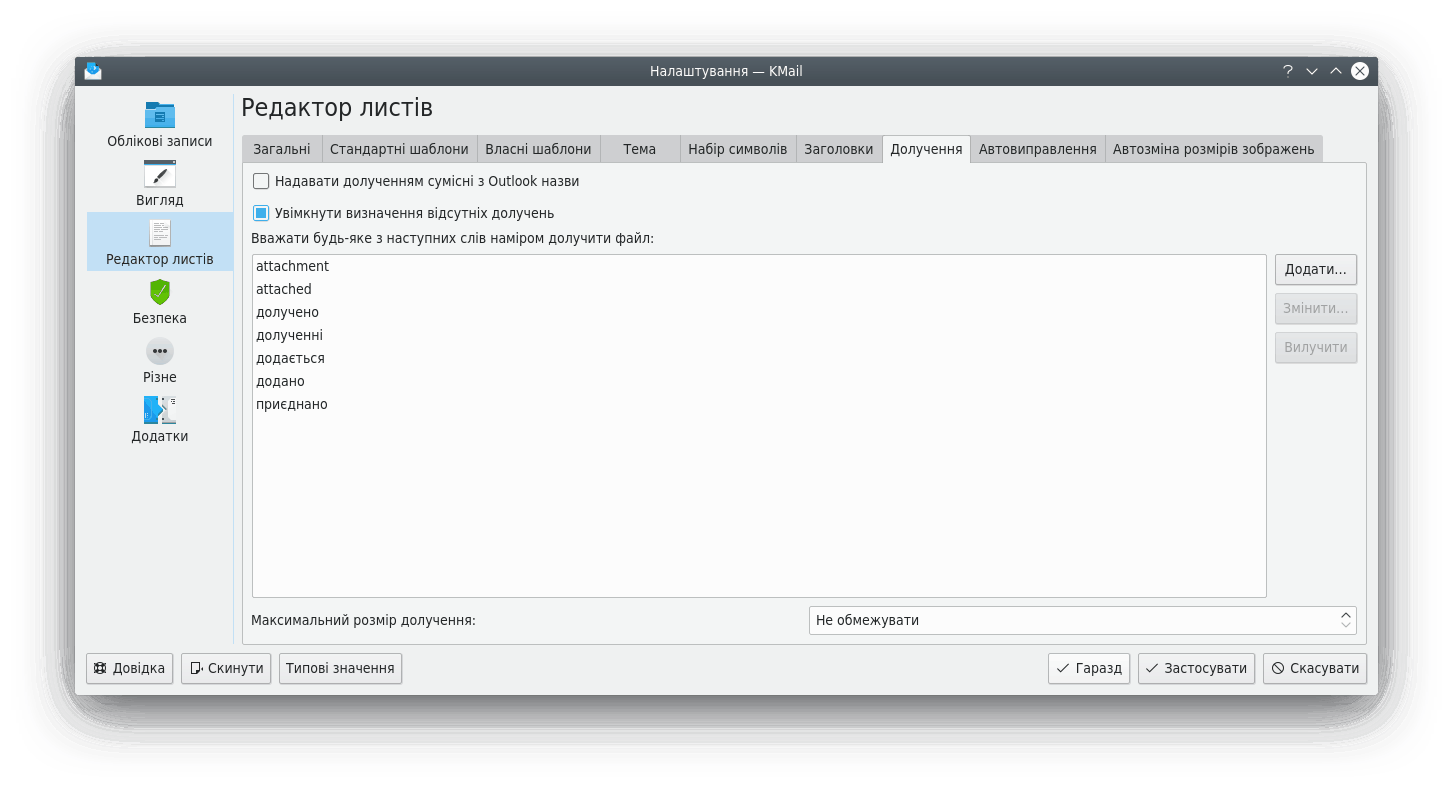 Налаштування — KMail
Облікові записи
Вигляд
Редактор листів
Безпека
Різне
Додатки
Редактор листів
Загальні Стандартні шаблони Власні шаблони Тема Набір символів Заголовки Долучення Автовиправлення Автозміна розмірів зображень
Надавати долученням сумісні з Outlook назви
Увімкнути визначення відсутніх долучень
Вважати будь-яке з наступних слів наміром долучити файл:
attachment
attached
долучено
долученні
додається
додано
приєднано
Додати...
Змінити...
Вилучити
Максимальний розмір долучення: Не обмежувати
Довідка Скинути Типові значення Гаразд Застосувати Скасувати